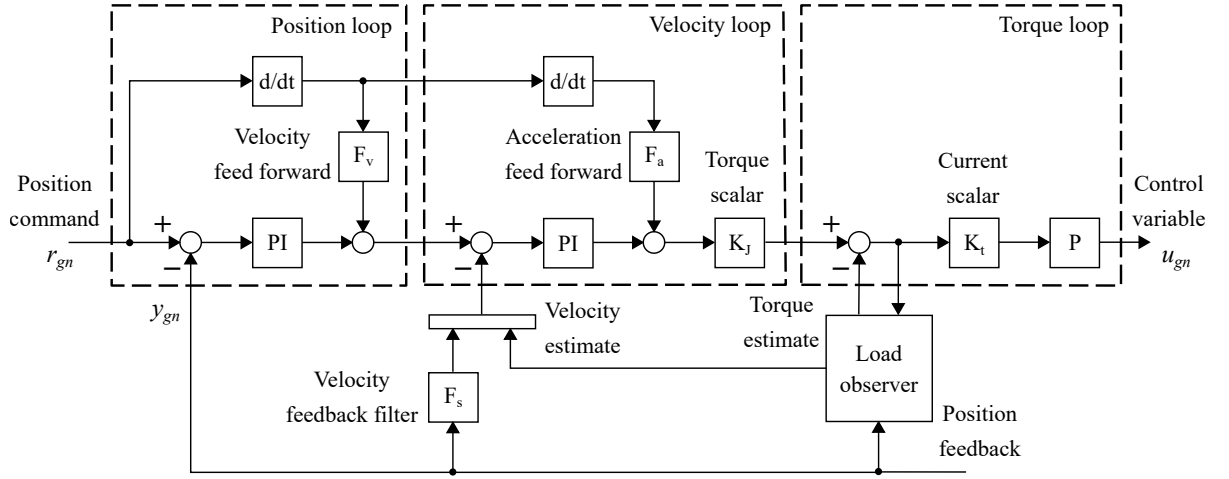 Position loop
Velocity loop
Torque loop
d/dt
d/dt
Velocity
feed forward
F_v
Acceleration
feed forward
F_a
Torque
scalar
Current
scalar
Position
command
r_gn
Control
variable
u_gn
+
−
PI
+
−
PI
K_J
+
−
K_t
P
y_gn
Velocity
estimate
Torque
estimate
Load
observer
Velocity
feedback filter
F_s
Position
feedback